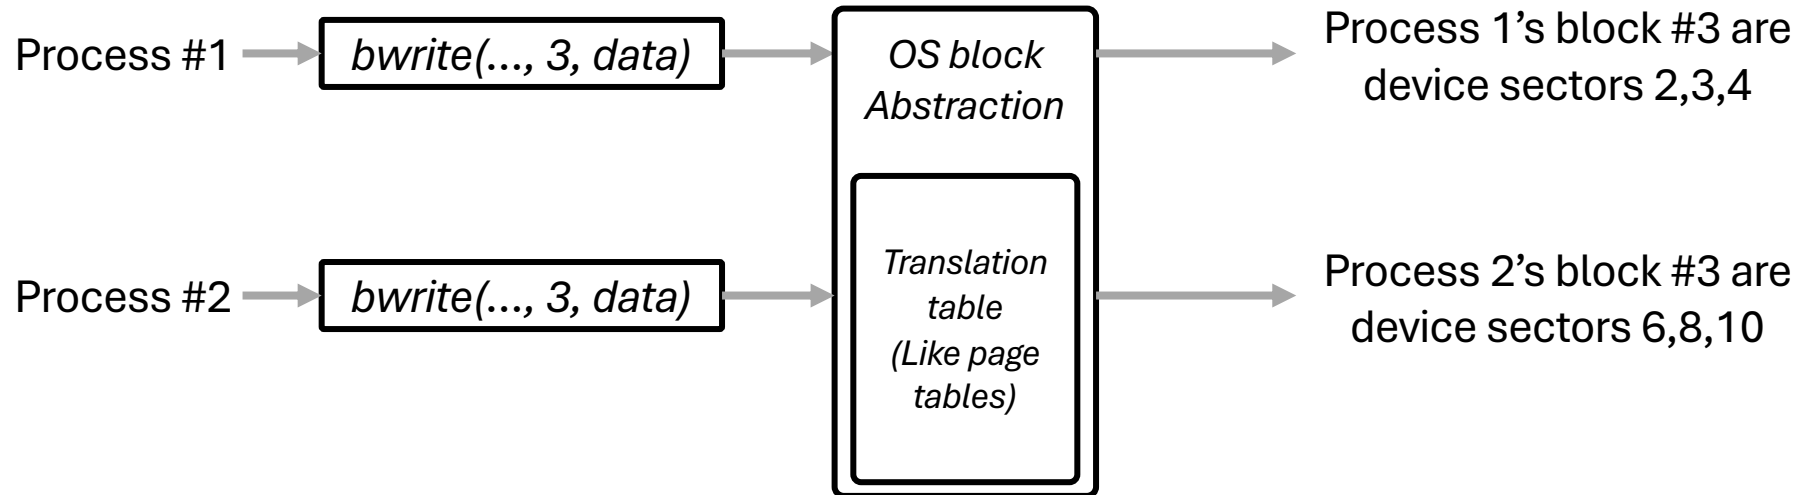 Process #1
bwrite(..., 3, data)
OS block
Abstraction
Process 1’s block #3 are
device sectors 2,3,4
Process #2
bwrite(..., 3, data)
Translation
table
(Like page
tables)
Process 2’s block #3 are
device sectors 6,8,10